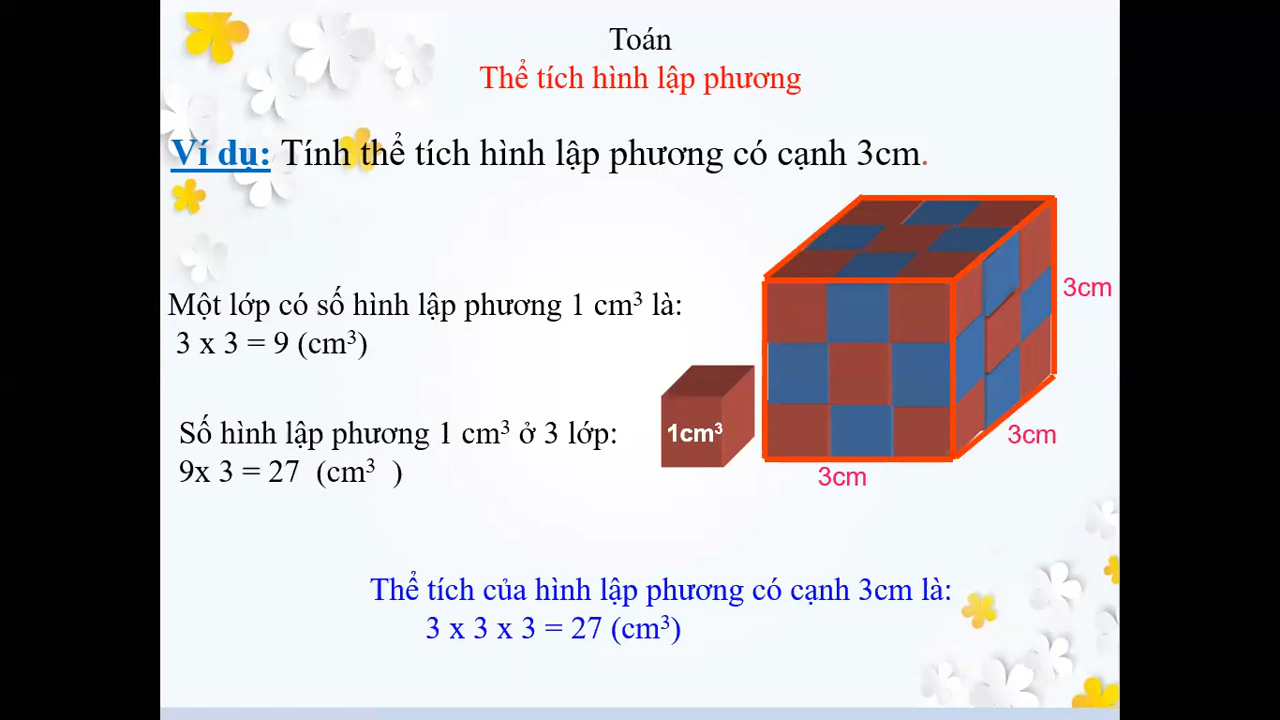 Toán
Thể tích hình lập phương
Ví dụ: Tính thể tích hình lập phương có cạnh 3cm.
Một lớp có số hình lập phương 1 cm³ là:
3 x 3 = 9 (cm³)
Số hình lập phương 1 cm³ ở 3 lớp:
9x 3 = 27 (cm³ )
1cm³
3cm
3cm
3cm
Thể tích của hình lập phương có cạnh 3cm là:
3 x 3 x 3 = 27 (cm³)